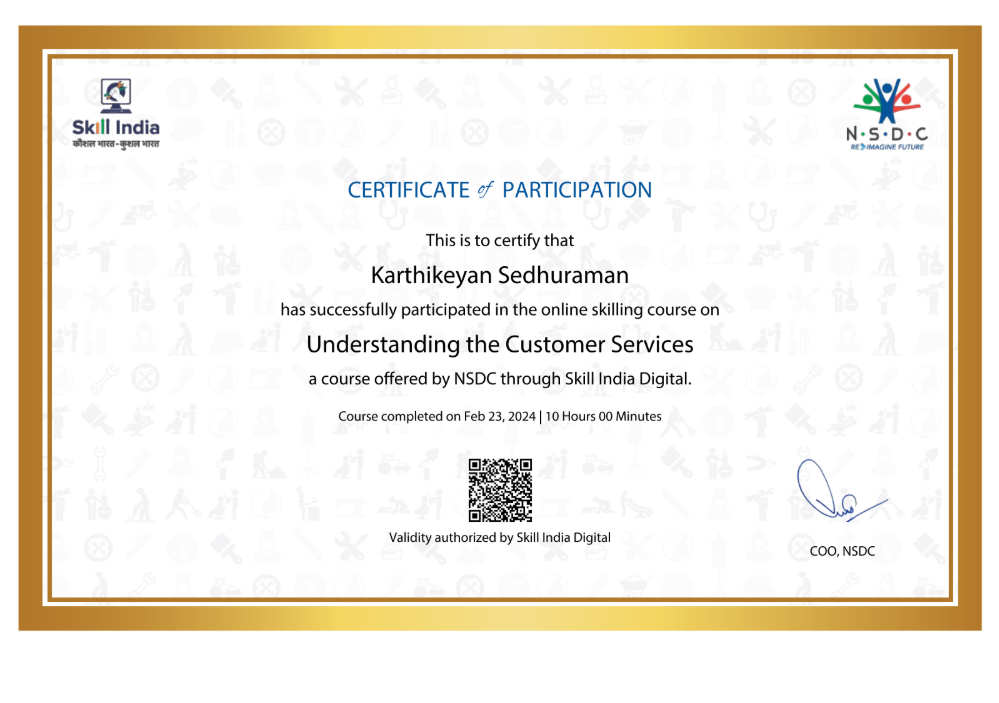 Skill India
कौशल भारत-कुशल भारत
N·S·D·C
RE IMAGINE FUTURE
CERTIFICATE of PARTICIPATION
This is to certify that
Karthikeyan Sedhuraman
has successfully participated in the online skilling course on
Understanding the Customer Services
a course offered by NSDC through Skill India Digital.
Course completed on Feb 23, 2024 | 10 Hours 00 Minutes
Validity authorized by Skill India Digital
COO, NSDC